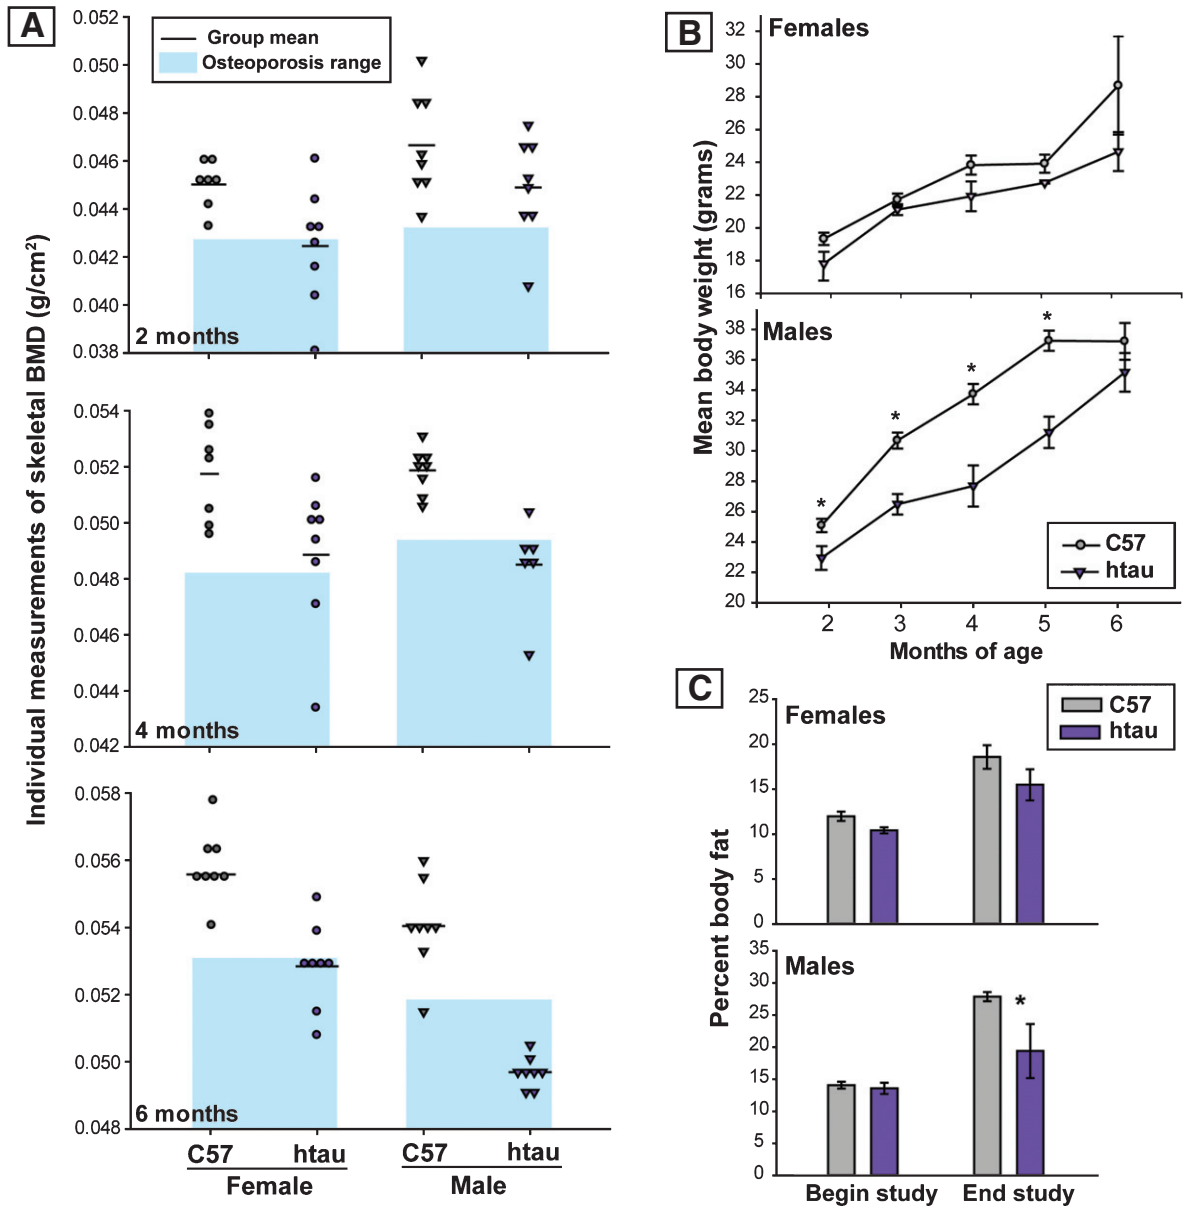 A
Individual measurements of skeletal BMD (g/cm²)
Group mean
Osteoporosis range
0.052
0.050
0.048
0.046
0.044
0.042
0.040
0.038
2 months
0.054
0.052
0.050
0.048
0.046
0.044
0.042
4 months
0.058
0.056
0.054
0.052
0.050
0.048
6 months
C57 htau C57 htau
Female Male
B
Mean body weight (grams)
Females
32
30
28
26
24
22
20
18
16
Males
38
36
34
32
30
28
26
24
22
20
* * * *
C57
htau
2 3 4 5 6
Months of age
C
Percent body fat
C57
htau
Females
25
20
15
10
5
0
Males
35
30
25
20
15
10
5
0
*
Begin study End study